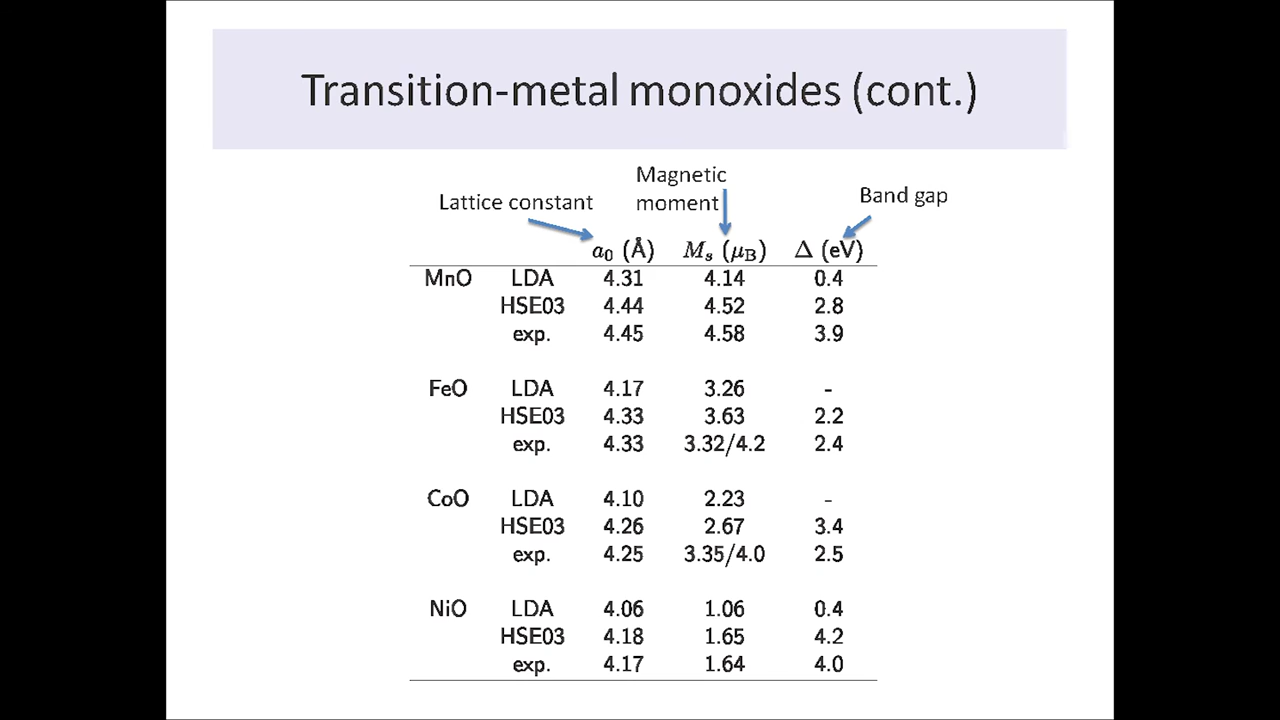 Transition-metal monoxides (cont.)
Magnetic
moment
Lattice constant
Band gap
a₀ (Å) Mₛ (μB) Δ (eV)
MnO LDA 4.31 4.14 0.4
HSE03 4.44 4.52 2.8
exp. 4.45 4.58 3.9
FeO LDA 4.17 3.26 -
HSE03 4.33 3.63 2.2
exp. 4.33 3.32/4.2 2.4
CoO LDA 4.10 2.23 -
HSE03 4.26 2.67 3.4
exp. 4.25 3.35/4.0 2.5
NiO LDA 4.06 1.06 0.4
HSE03 4.18 1.65 4.2
exp. 4.17 1.64 4.0